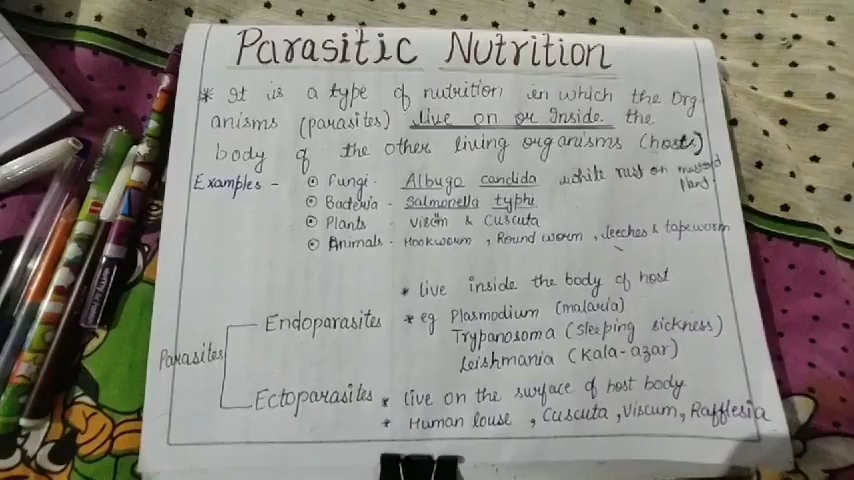 Parasitic Nutrition
* It is a type of nutrition in which the Org
anisms (parasites) live on or Inside the
body of the other living organisms (hosts)
Examples - Fungi - Albugo candida white rust on mustard plant
Bacteria - Salmonella typhi
Plants - viscum & Cuscuta
Animals - Hookworm, Round worm, leeches & tapeworm
* live inside the body of host
Endoparasites * eg Plasmodium (malaria)
Trypanosoma (sleeping sickness)
Leishmania (Kala-azar)
Parasites
Ectoparasites * live on the surface of host body
* Human louse, Cuscuta, Viscum, Rafflesia